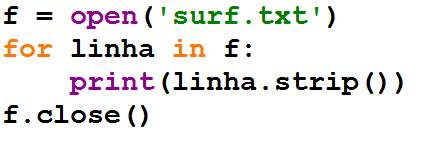 f = open('surf.txt')
for linha in f:
    print(linha.strip())
f.close()